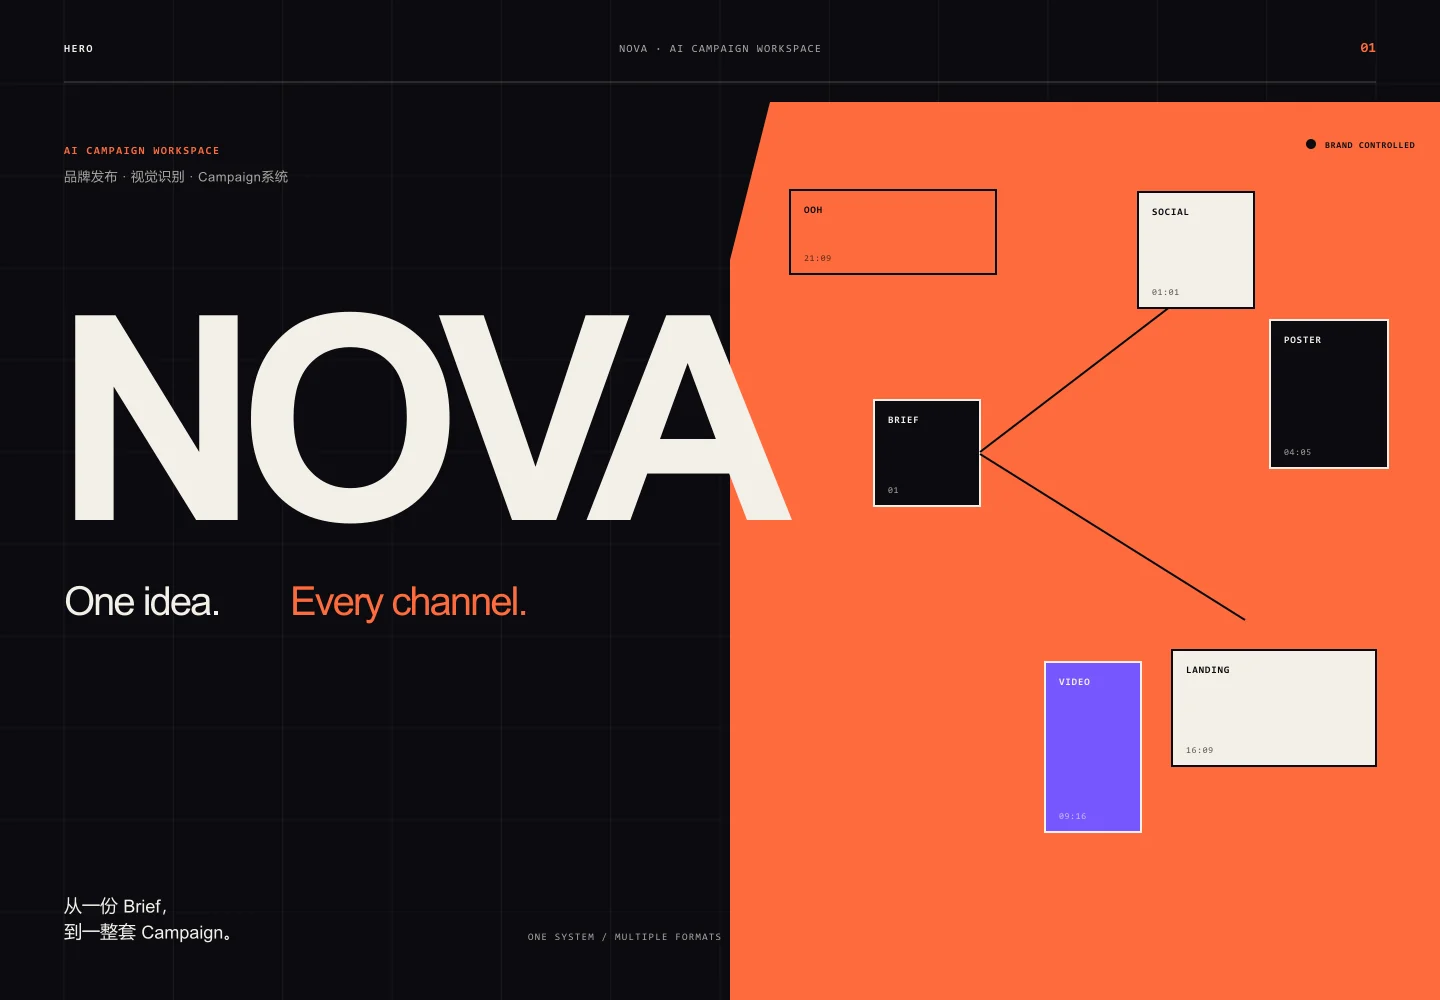 HERO
NOVA · AI CAMPAIGN WORKSPACE
01
AI CAMPAIGN WORKSPACE
品牌发布 · 视觉识别 · Campaign系统
NOVA
One idea. Every channel.
从一份 Brief,
到一整套 Campaign。
ONE SYSTEM / MULTIPLE FORMATS
BRAND CONTROLLED
OOH
21:09
SOCIAL
01:01
POSTER
04:05
BRIEF
01
VIDEO
09:16
LANDING
16:09